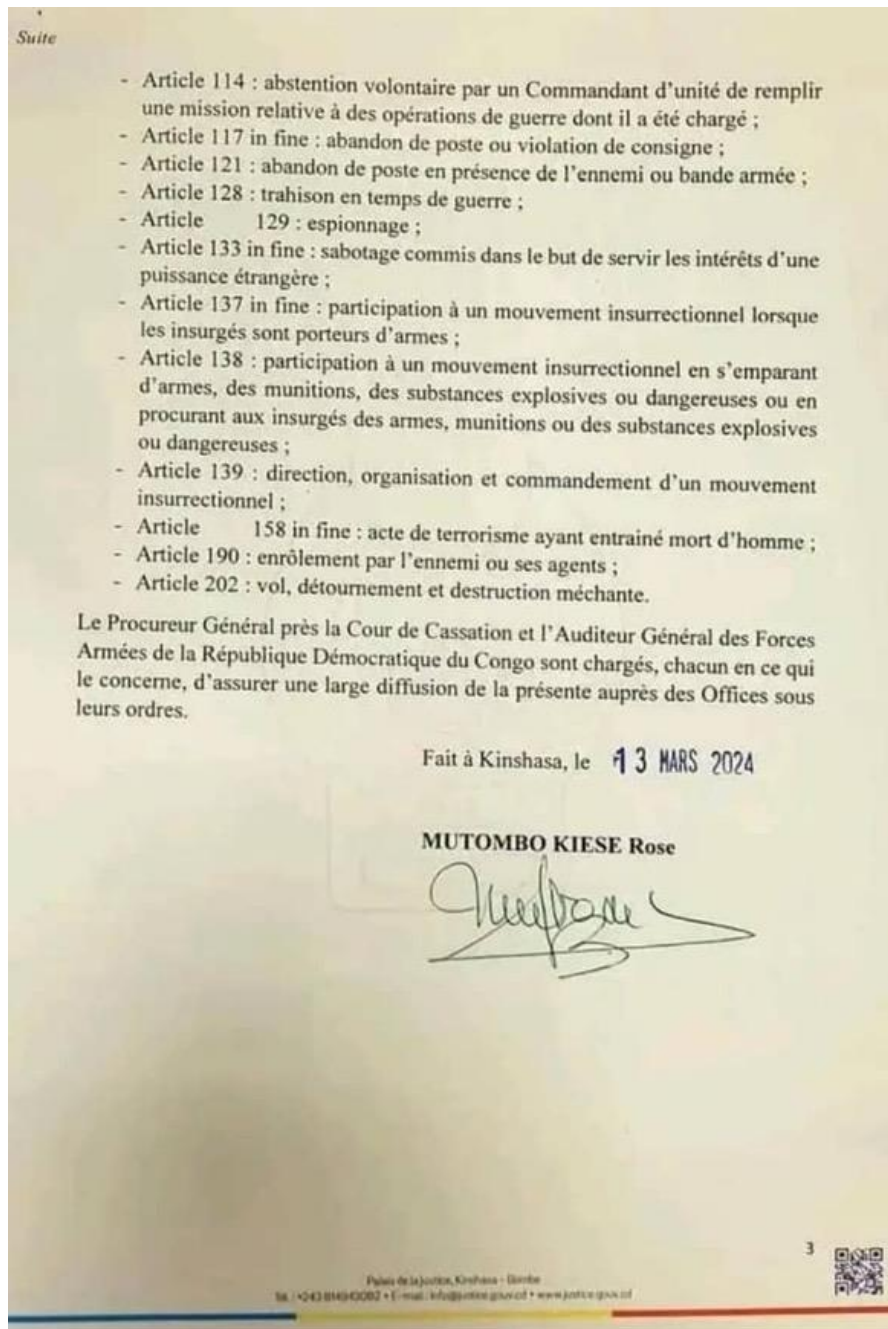 Suite
- Article 114 : abstention volontaire par un Commandant d'unité de remplir
une mission relative à des opérations de guerre dont il a été chargé ;
- Article 117 in fine : abandon de poste ou violation de consigne ;
- Article 121 : abandon de poste en présence de l'ennemi ou bande armée ;
- Article 128 : trahison en temps de guerre ;
- Article 129 : espionnage ;
- Article 133 in fine : sabotage commis dans le but de servir les intérêts d'une
puissance étrangère ;
- Article 137 in fine : participation à un mouvement insurrectionnel lorsque
les insurgés sont porteurs d'armes ;
- Article 138 : participation à un mouvement insurrectionnel en s'emparant
d'armes, des munitions, des substances explosives ou dangereuses ou en
procurant aux insurgés des armes, munitions ou des substances explosives
ou dangereuses ;
- Article 139 : direction, organisation et commandement d'un mouvement
insurrectionnel ;
- Article 158 in fine : acte de terrorisme ayant entrainé mort d'homme ;
- Article 190 : enrôlement par l'ennemi ou ses agents ;
- Article 202 : vol, détournement et destruction méchante.
Le Procureur Général près la Cour de Cassation et l'Auditeur Général des Forces
Armées de la République Démocratique du Congo sont chargés, chacun en ce qui
le concerne, d'assurer une large diffusion de la présente auprès des Offices sous
leurs ordres.
Fait à Kinshasa, le 13 MARS 2024
MUTOMBO KIESE Rose
3
Palais de la Justice, Kinshasa - Gombe
E-mail : info@justice.gouv.cd • www.justice.gouv.cd